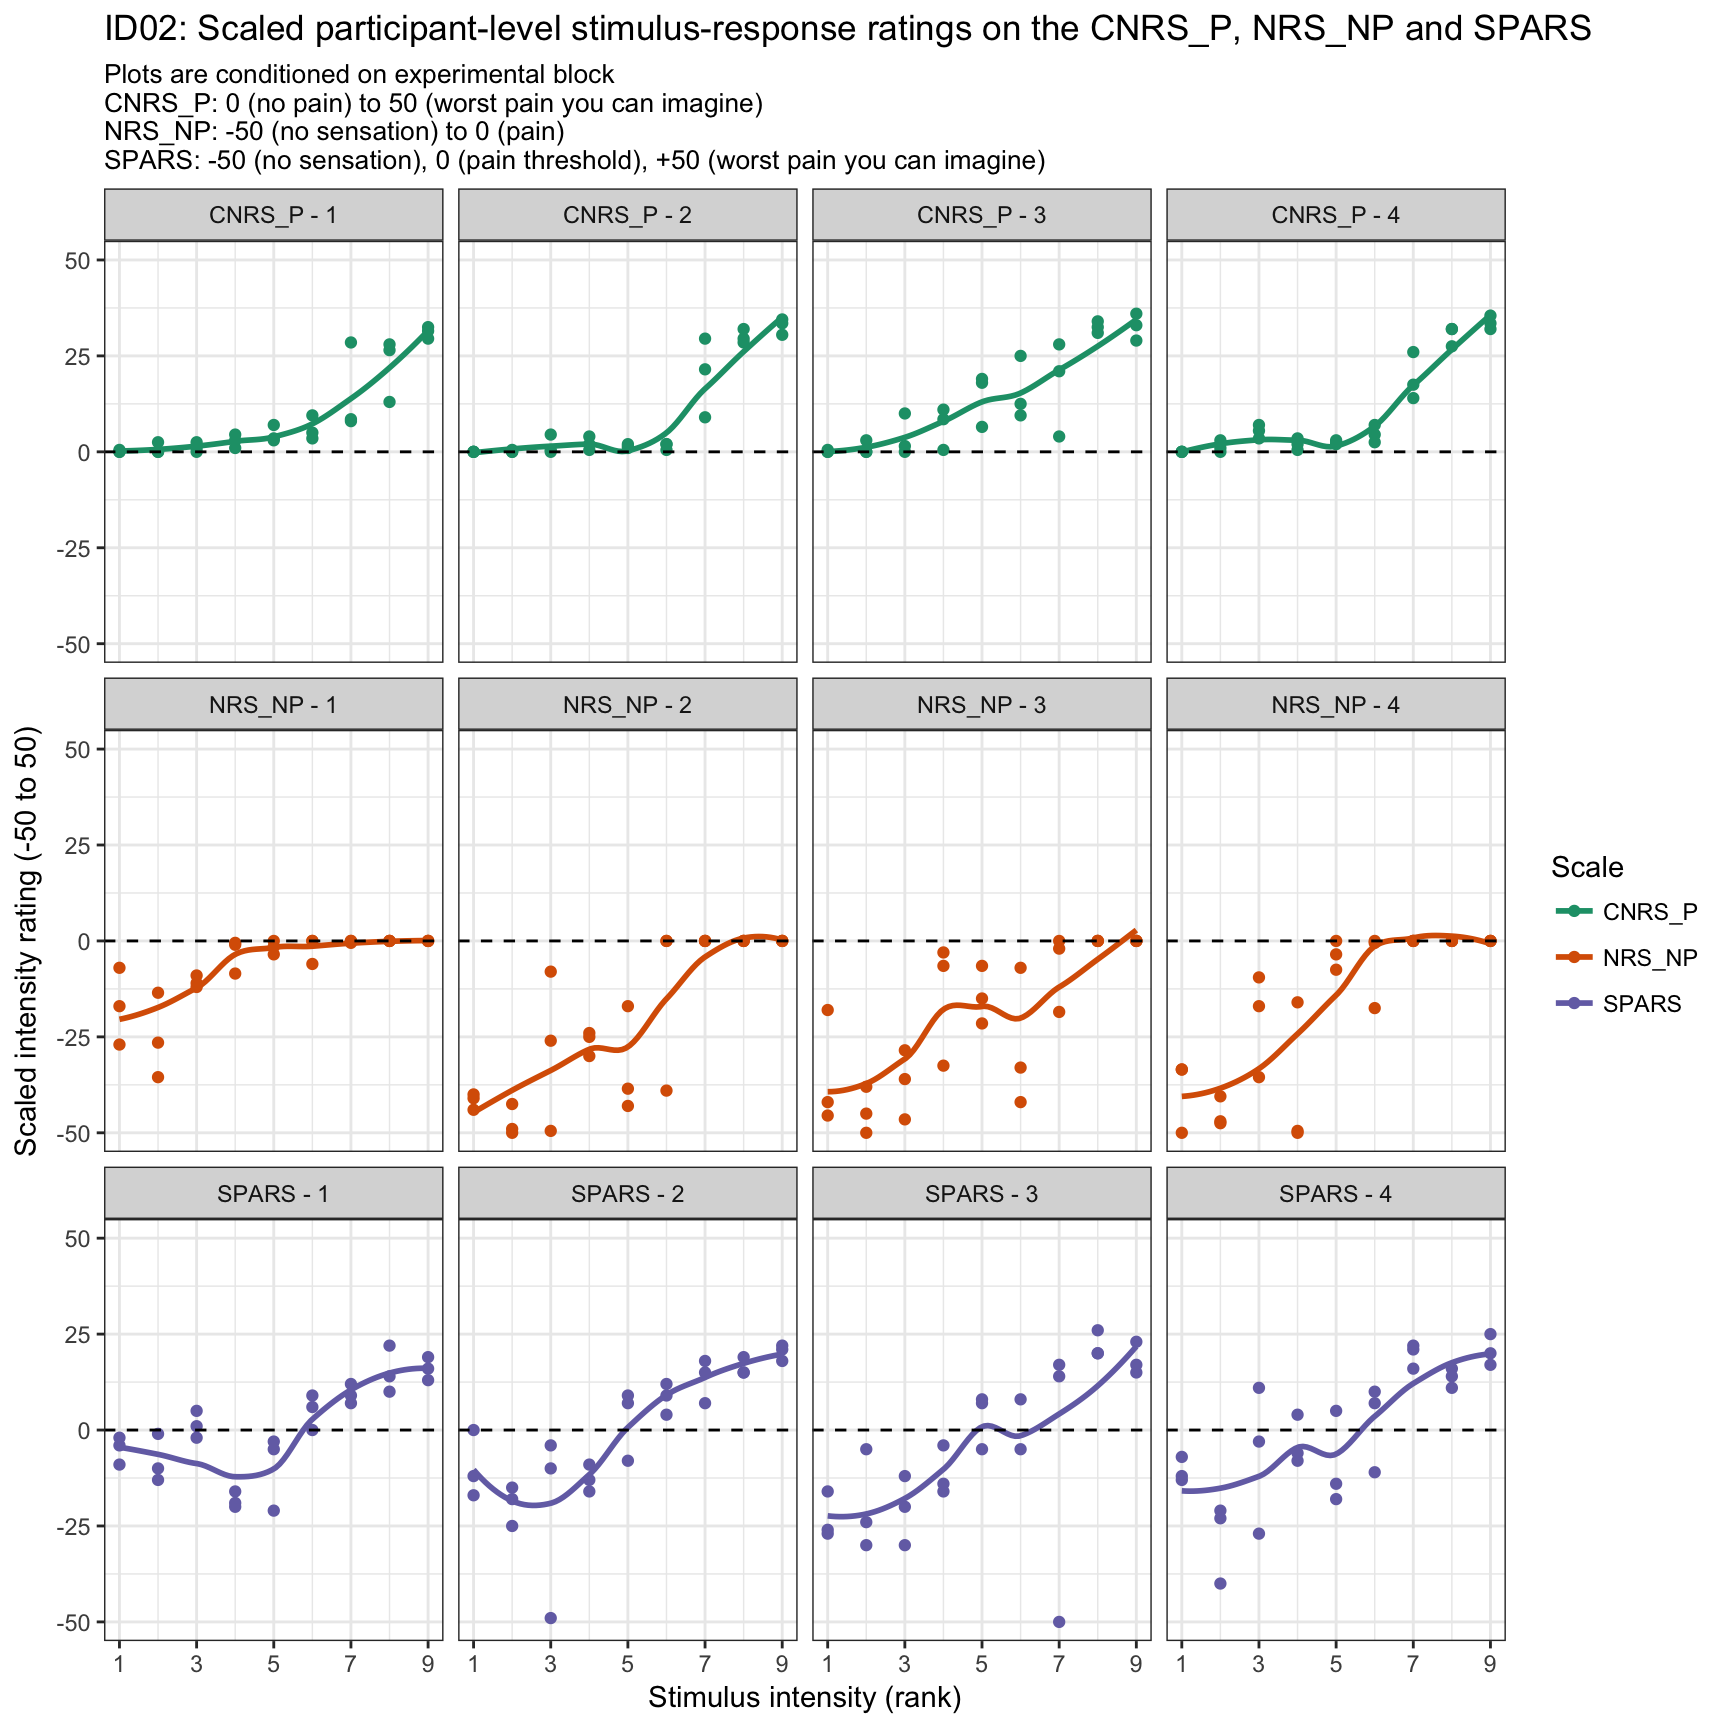 ID02: Scaled participant-level stimulus-response ratings on the CNRS_P, NRS_NP and SPARS
Plots are conditioned on experimental block
CNRS_P: 0 (no pain) to 50 (worst pain you can imagine)
NRS_NP: -50 (no sensation) to 0 (pain)
SPARS: -50 (no sensation), 0 (pain threshold), +50 (worst pain you can imagine)
CNRS_P - 1
CNRS_P - 2
CNRS_P - 3
CNRS_P - 4
50
25
0
-25
-50
NRS_NP - 1
NRS_NP - 2
NRS_NP - 3
NRS_NP - 4
50
25
0
-25
-50
SPARS - 1
SPARS - 2
SPARS - 3
SPARS - 4
50
25
0
-25
-50
1 3 5 7 9
1 3 5 7 9
1 3 5 7 9
1 3 5 7 9
Stimulus intensity (rank)
Scaled intensity rating (-50 to 50)
Scale
CNRS_P
NRS_NP
SPARS